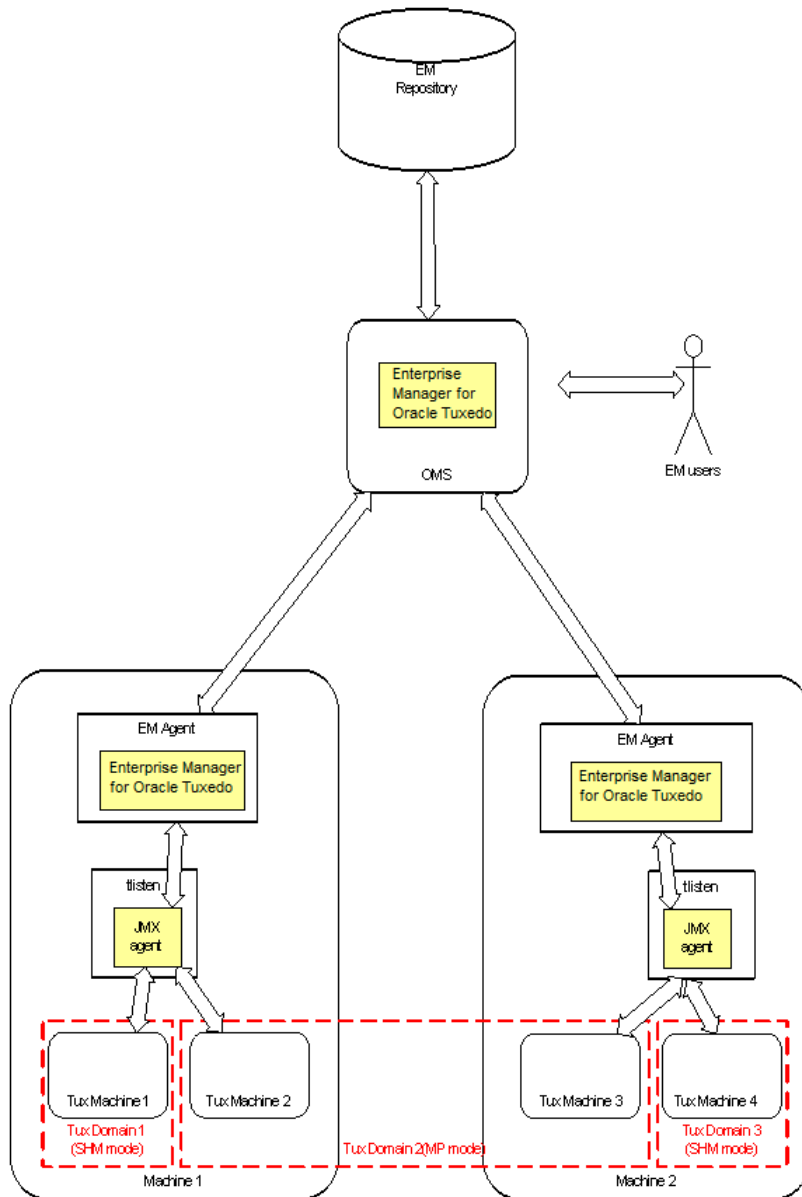 EM
Repository
Enterprise
Manager for
Oracle Tuxedo
OMS
EM users
EM Agent
Enterprise Manager
for Oracle Tuxedo
EM Agent
Enterprise Manager
for Oracle Tuxedo
tlisten
JMX
agent
tlisten
JMX
agent
Tux Machine 1
Tux Machine 2
Tux Machine 3
Tux Machine 4
Tux Domain 1
(SHM mode)
Tux Domain 2(MP mode)
Tux Domain 3
(SHM mode)
Machine 1
Machine 2